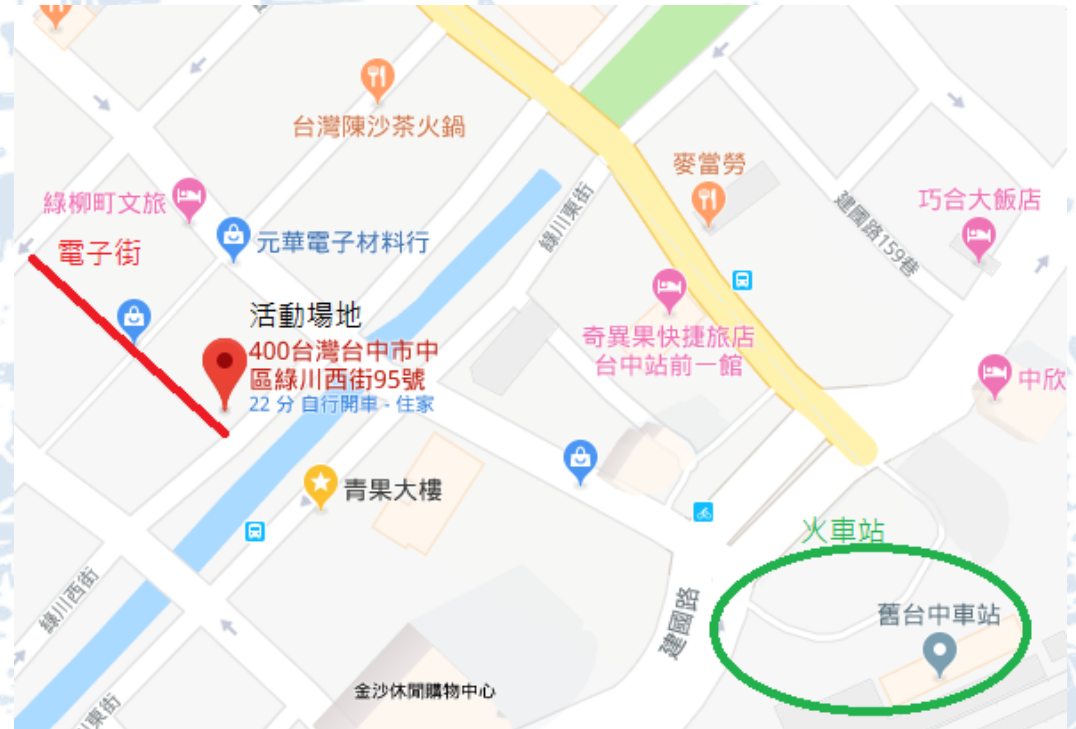 台灣陳沙茶火鍋
麥當勞
綠柳町文旅
巧合大飯店
建國路159巷
綠川東街
電子街
元華電子材料行
活動場地
400台灣台中市中
區綠川西街95號
22 分 自行開車 - 住家
奇異果快捷旅店
台中站前一館
中欣
青果大樓
火車站
綠川西街
建國路
舊台中車站
金沙休閒購物中心
東街